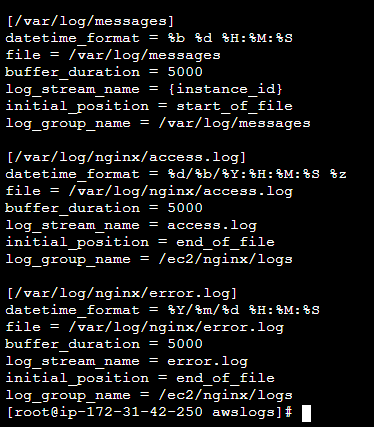 [/var/log/messages]
datetime_format = %b %d %H:%M:%S
file = /var/log/messages
buffer_duration = 5000
log_stream_name = {instance_id}
initial_position = start_of_file
log_group_name = /var/log/messages
[/var/log/nginx/access.log]
datetime_format = %d/%b/%Y:%H:%M:%S %z
file = /var/log/nginx/access.log
buffer_duration = 5000
log_stream_name = access.log
initial_position = end_of_file
log_group_name = /ec2/nginx/logs
[/var/log/nginx/error.log]
datetime_format = %Y/%m/%d %H:%M:%S
file = /var/log/nginx/error.log
buffer_duration = 5000
log_stream_name = error.log
initial_position = end_of_file
log_group_name = /ec2/nginx/logs
[root@ip-172-31-42-250 awslogs]#